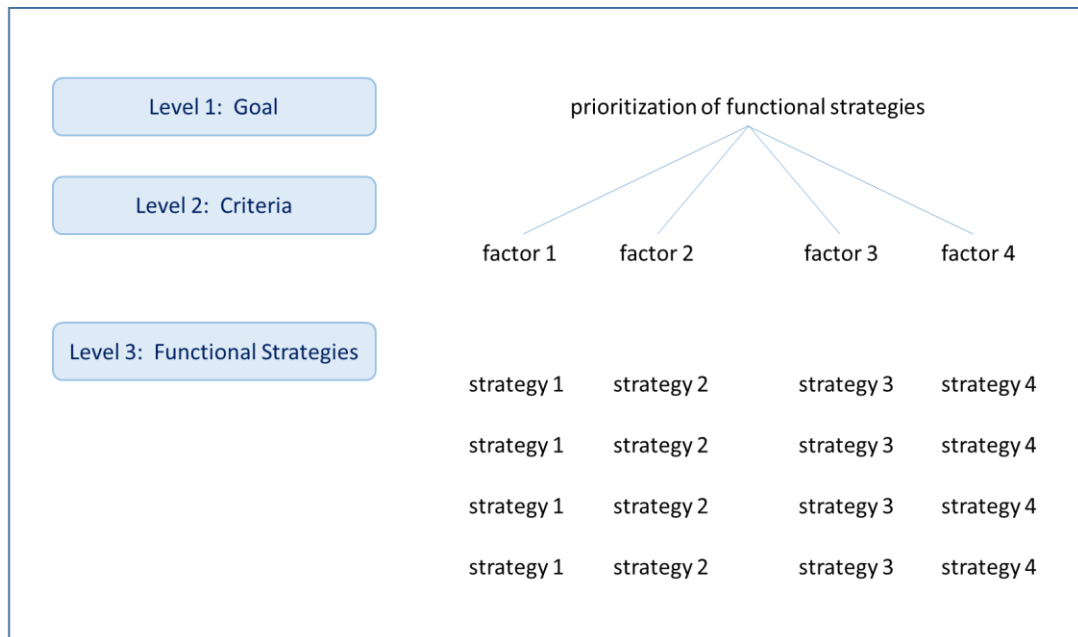 Level 1:  Goal
prioritization of functional strategies
Level 2:  Criteria
factor 1 factor 2 factor 3 factor 4
Level 3:  Functional Strategies
strategy 1 strategy 2 strategy 3 strategy 4
strategy 1 strategy 2 strategy 3 strategy 4
strategy 1 strategy 2 strategy 3 strategy 4
strategy 1 strategy 2 strategy 3 strategy 4